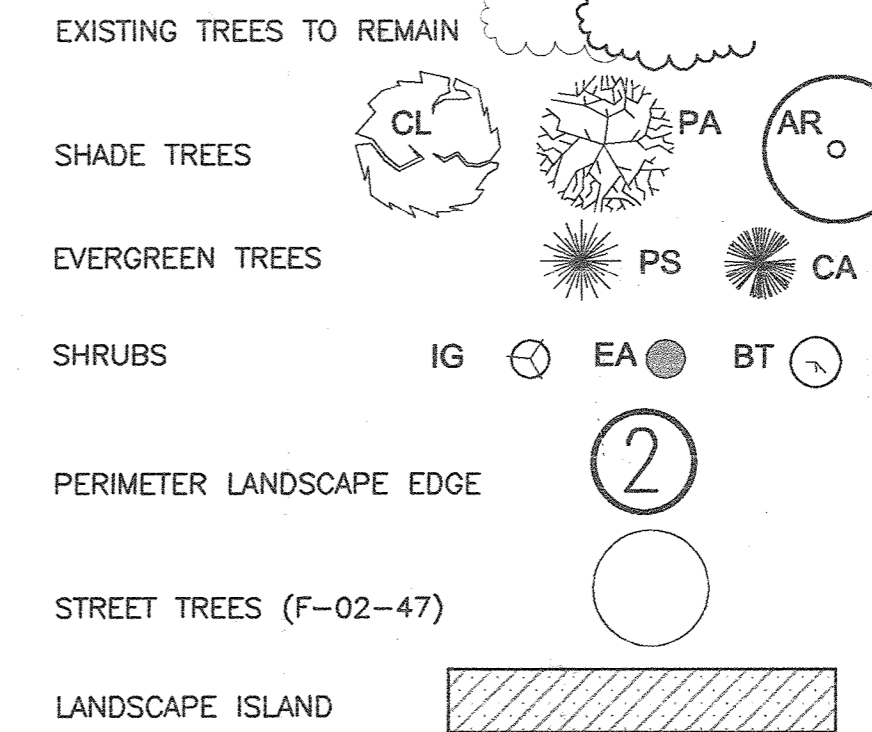 EXISTING TREES TO REMAIN
CL PA AR
SHADE TREES
EVERGREEN TREES PS CA
SHRUBS IG EA BT
2
PERIMETER LANDSCAPE EDGE
STREET TREES (F-02-47)
LANDSCAPE ISLAND